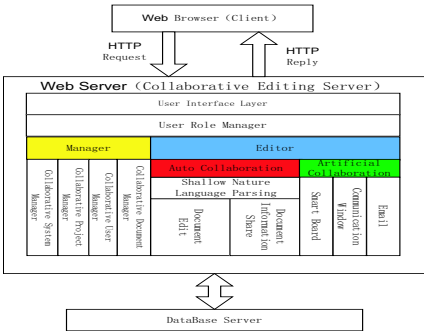 Web Browser (Client)
HTTP
Request
HTTP
Reply
Web Server (Collaborative Editing Server)
User Interface Layer
User Role Manager
Manager
Editor
Auto Collaboration
Artificial
Collaboration
Shallow Nature
Language Parsing
Collaborative System
Manager
Collaborative Project
Manager
Collaborative User
Manager
Collaborative Document
Manager
Document
Edit
Document
Information
Share
Smart Board
Communication
Window
Email
DataBase Server